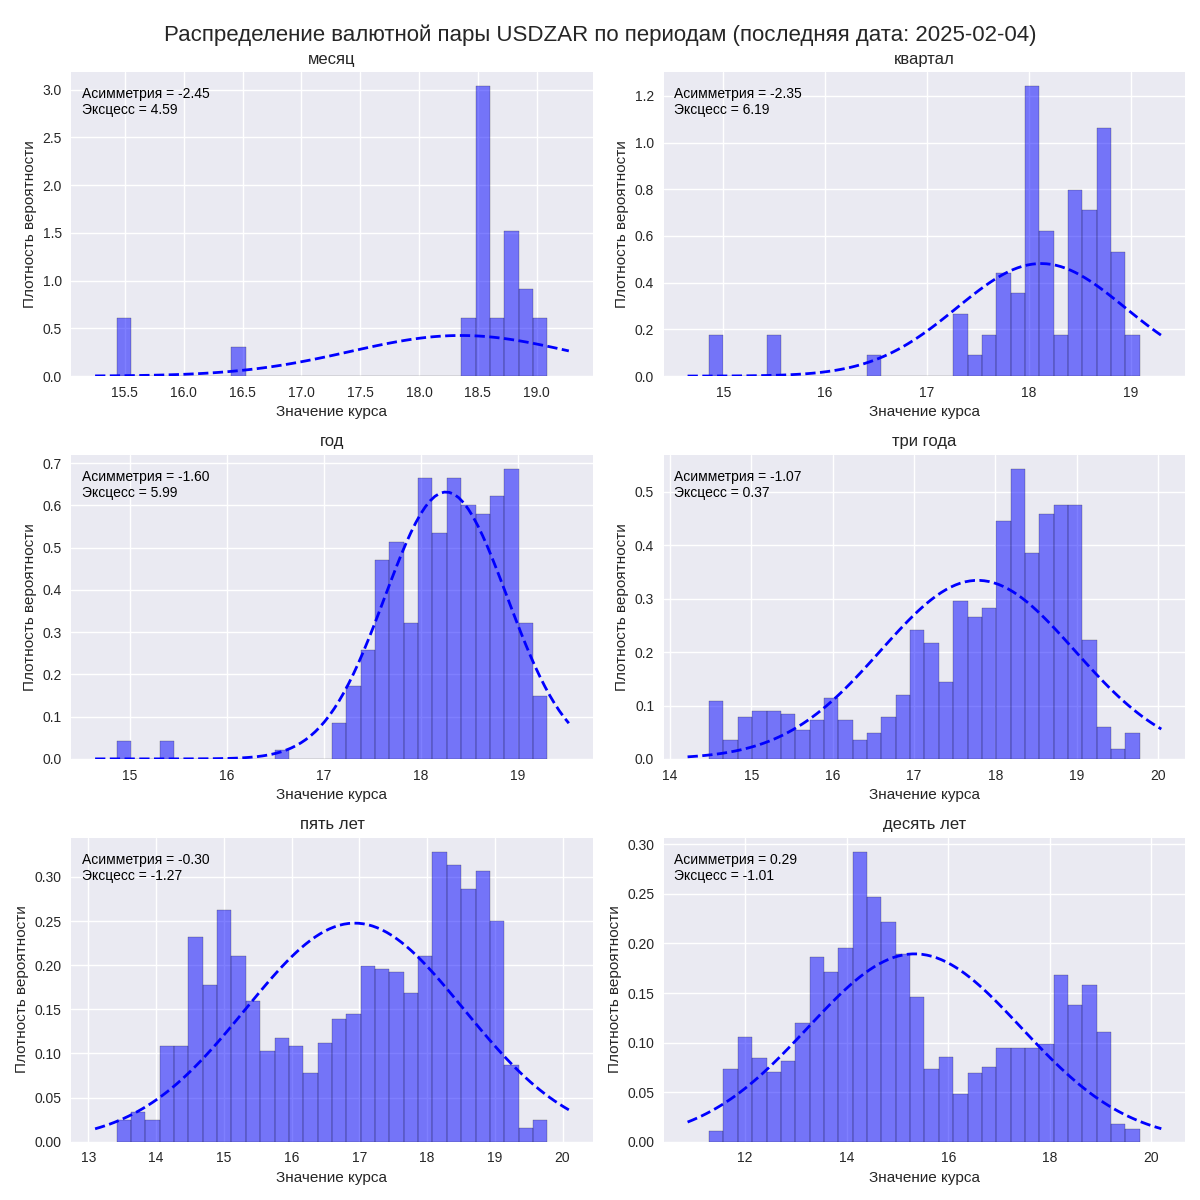 Распределение валютной пары USDZAR по периодам (последняя дата: 2025-02-04)
месяц
Асимметрия = -2.45
Эксцесс = 4.59
Плотность вероятности
3.0
2.5
2.0
1.5
1.0
0.5
0.0
15.5 16.0 16.5 17.0 17.5 18.0 18.5 19.0
Значение курса
квартал
Асимметрия = -2.35
Эксцесс = 6.19
Плотность вероятности
1.2
1.0
0.8
0.6
0.4
0.2
0.0
15 16 17 18 19
Значение курса
год
Асимметрия = -1.60
Эксцесс = 5.99
Плотность вероятности
0.7
0.6
0.5
0.4
0.3
0.2
0.1
0.0
15 16 17 18 19
Значение курса
три года
Асимметрия = -1.07
Эксцесс = 0.37
Плотность вероятности
0.5
0.4
0.3
0.2
0.1
0.0
14 15 16 17 18 19 20
Значение курса
пять лет
Асимметрия = -0.30
Эксцесс = -1.27
Плотность вероятности
0.30
0.25
0.20
0.15
0.10
0.05
0.00
13 14 15 16 17 18 19 20
Значение курса
десять лет
Асимметрия = 0.29
Эксцесс = -1.01
Плотность вероятности
0.30
0.25
0.20
0.15
0.10
0.05
0.00
12 14 16 18 20
Значение курса